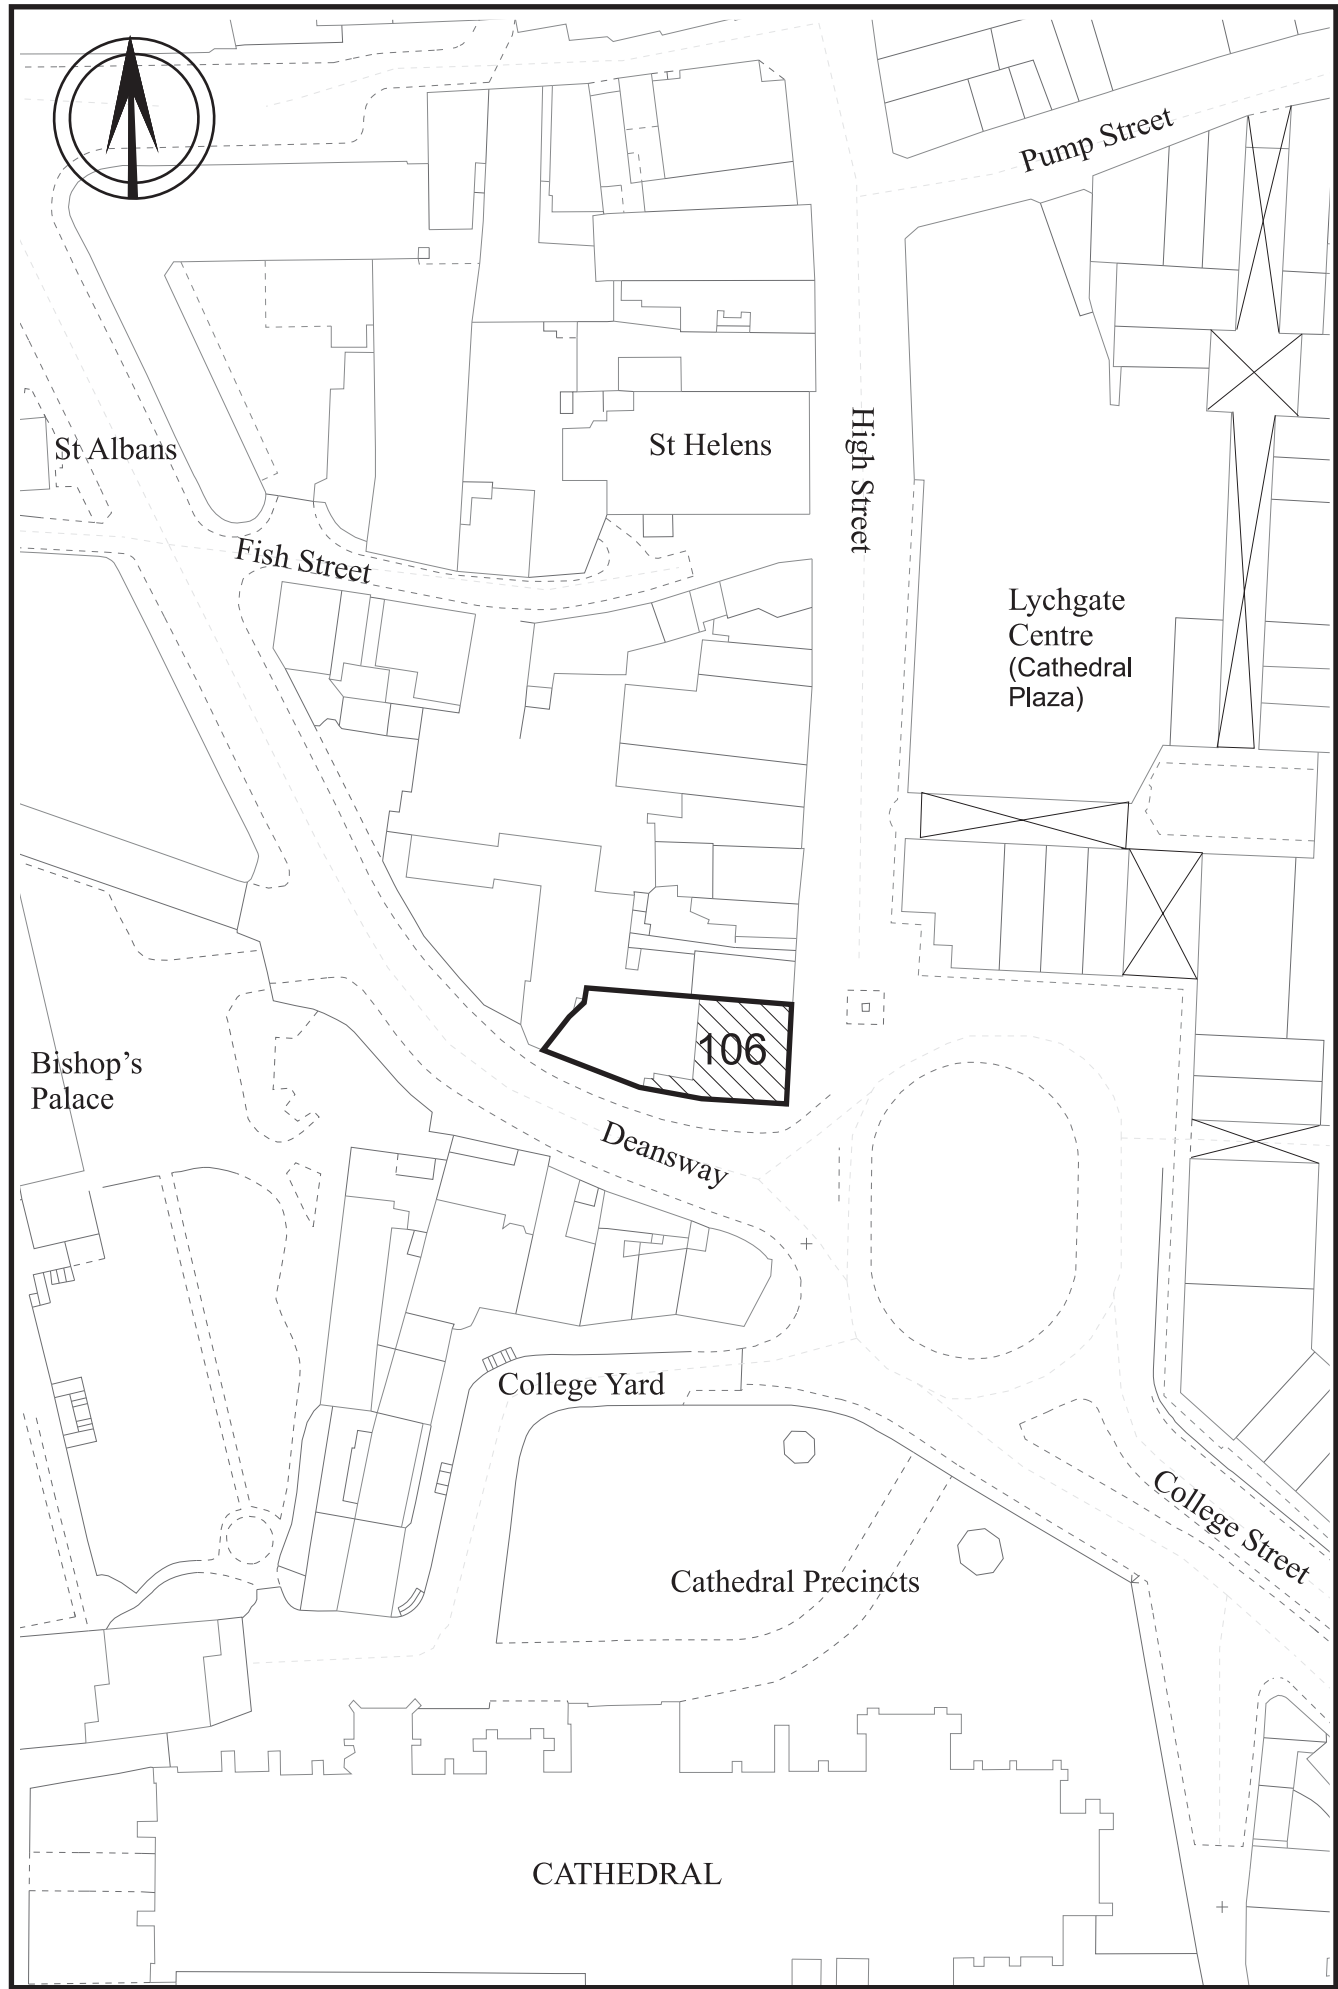 Pump Street
St Albans
St Helens
High Street
Fish Street
Lychgate
Centre
(Cathedral
Plaza)
106
Bishop's
Palace
Deansway
College Yard
College Street
Cathedral Precincts
CATHEDRAL